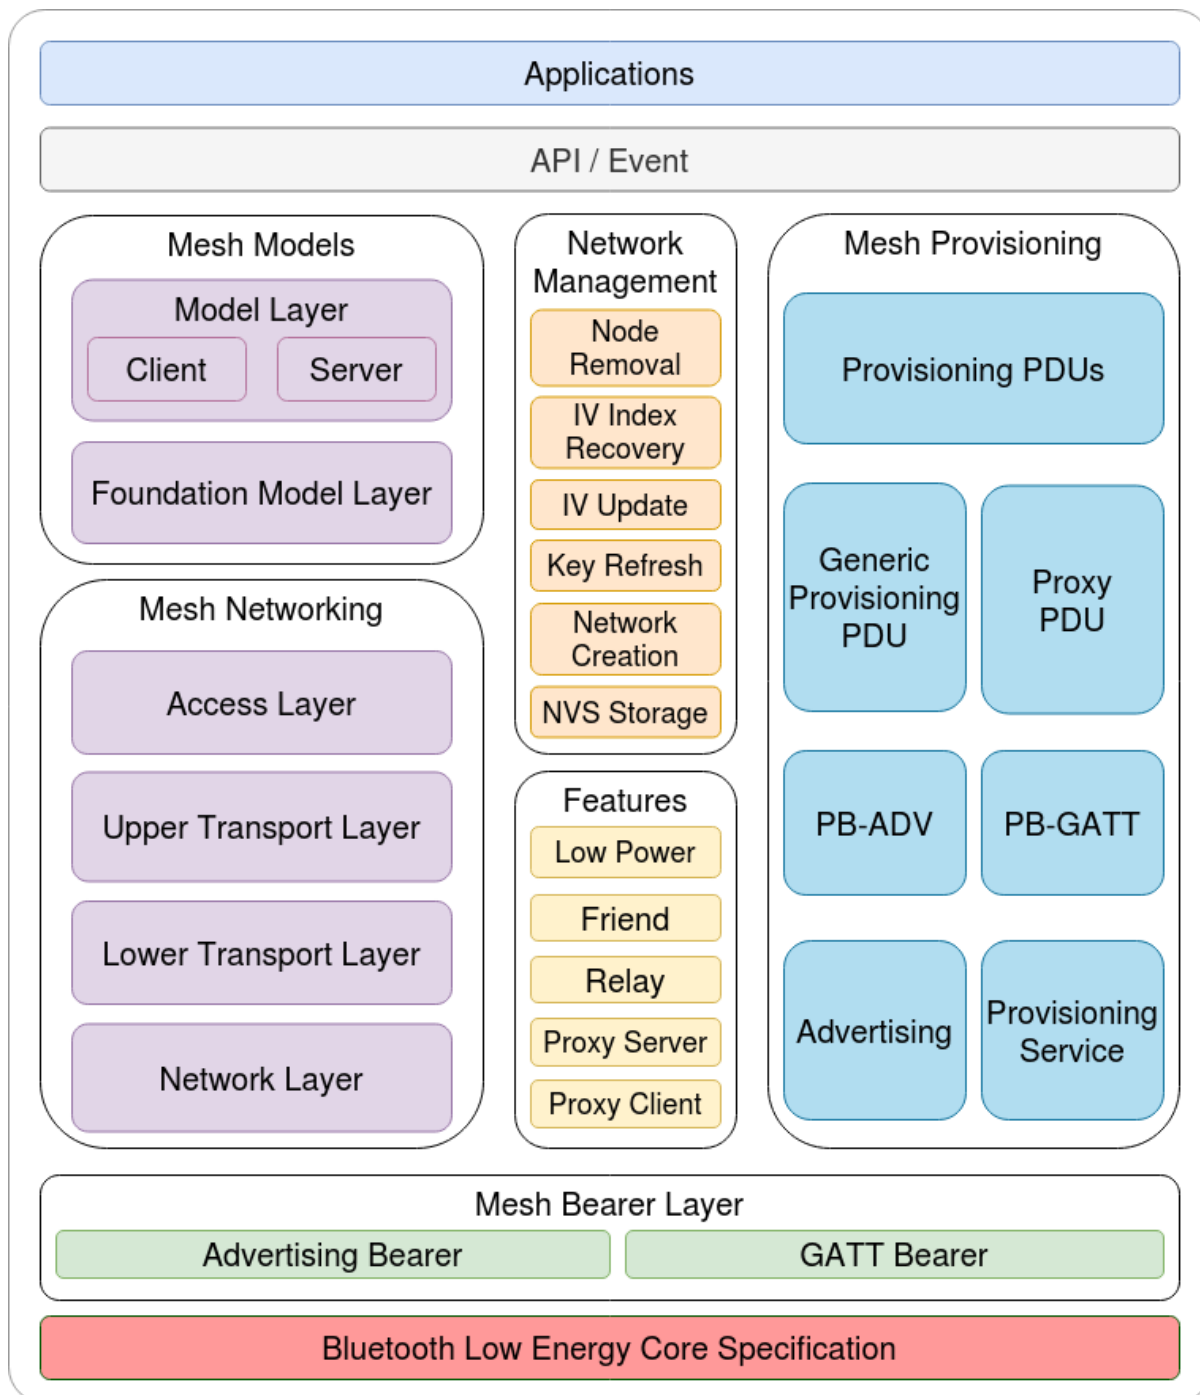 Applications
API / Event
Mesh Models
Model Layer
Client
Server
Foundation Model Layer
Mesh Networking
Access Layer
Upper Transport Layer
Lower Transport Layer
Network Layer
Network
Management
Node
Removal
IV Index
Recovery
IV Update
Key Refresh
Network
Creation
NVS Storage
Features
Low Power
Friend
Relay
Proxy Server
Proxy Client
Mesh Provisioning
Provisioning PDUs
Generic
Provisioning
PDU
Proxy
PDU
PB-ADV
PB-GATT
Advertising
Provisioning
Service
Mesh Bearer Layer
Advertising Bearer
GATT Bearer
Bluetooth Low Energy Core Specification